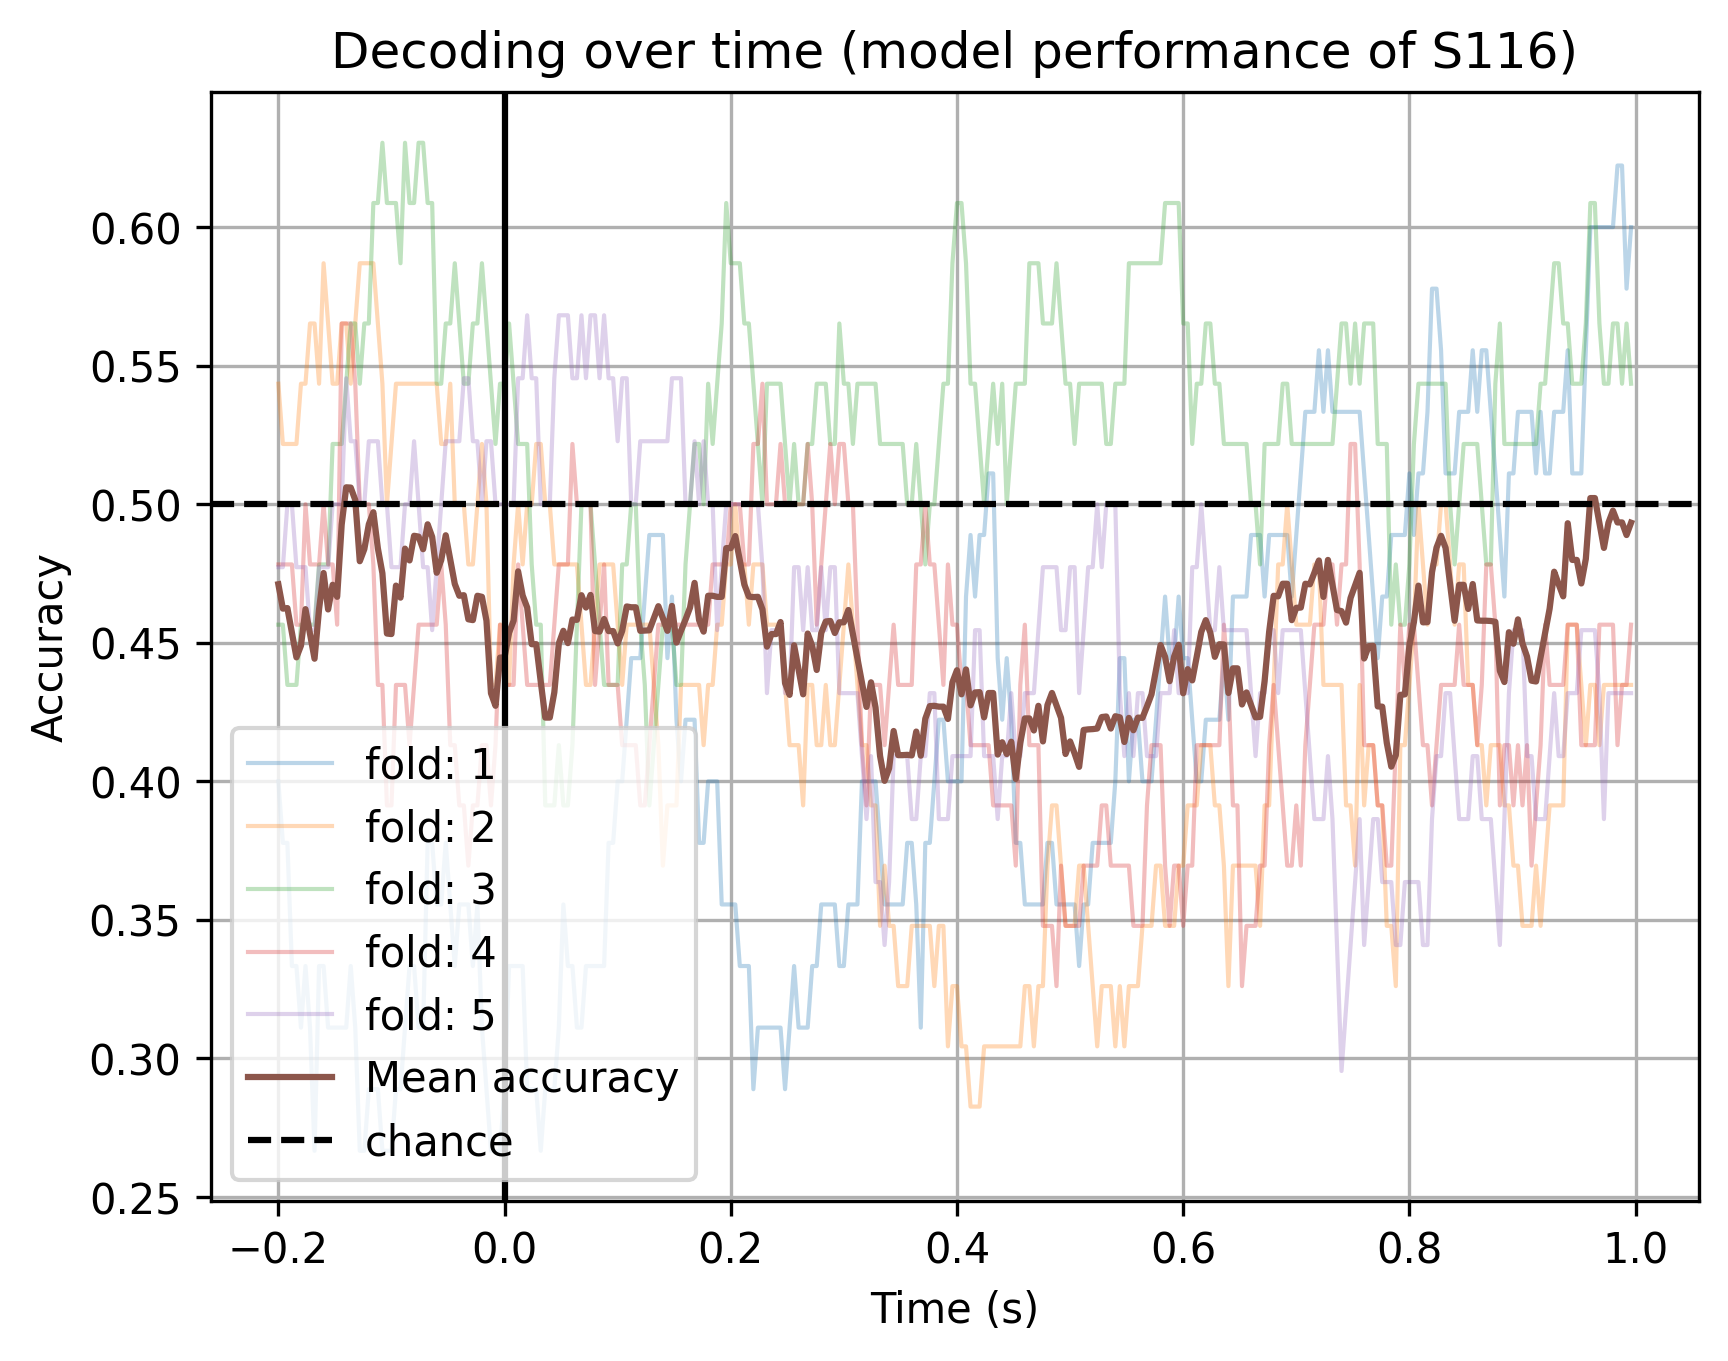 Decoding over time (model performance of S116)
0.60
0.55
0.50
0.45
0.40
0.35
0.30
0.25
Accuracy
fold: 1
fold: 2
fold: 3
fold: 4
fold: 5
Mean accuracy
chance
−0.2 0.0 0.2 0.4 0.6 0.8 1.0
Time (s)